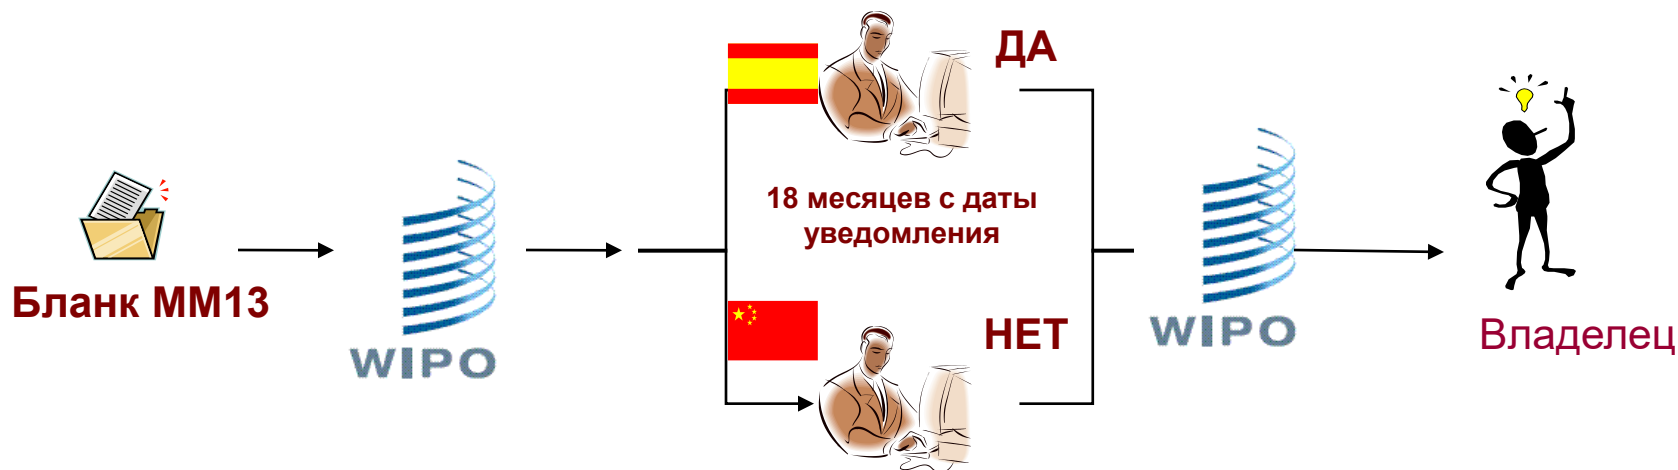 ДА
18 месяцев с даты
уведомления
Бланк MM13
WIPO
НЕТ
WIPO
Владелец